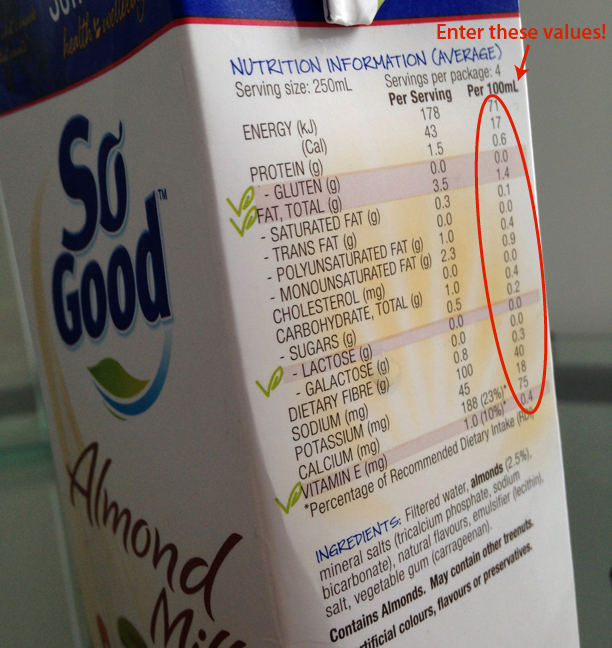 Enter these values!
health &
NUTRITION INFORMATION (AVERAGE)
Serving size: 250mL Servings per package: 4
Per Serving Per 100mL
ENERGY (kJ) 178 71
(Cal) 43 17
PROTEIN (g) 1.5 0.6
- GLUTEN (g) 0.0 0.0
FAT, TOTAL (g) 3.5 1.4
- SATURATED FAT (g) 0.3 0.1
- TRANS FAT (g) 0.0 0.0
- POLYUNSATURATED FAT (g) 1.0 0.4
- MONOUNSATURATED FAT (g) 2.3 0.9
CHOLESTEROL (mg) 0.0 0.0
CARBOHYDRATE, TOTAL (g) 1.0 0.4
- SUGARS (g) 0.5 0.2
- LACTOSE (g) 0.0 0.0
- GALACTOSE (g) 0.0 0.0
DIETARY FIBRE (g) 0.8 0.3
SODIUM (mg) 100 40
POTASSIUM (mg) 45 18
CALCIUM (mg) 188 (23%)* 75
VITAMIN E (mg) 1.0 (10%)* 0.4
*Percentage of Recommended Dietary Intake
INGREDIENTS: Filtered water, almonds (2.5%),
mineral salts (tricalcium phosphate, sodium
bicarbonate), natural flavours, emulsifier (lecithin),
salt, vegetable gum (carrageenan).
Contains Almonds. May contain other treenuts.
colours, flavours or preservatives.
So
Good™
Almond